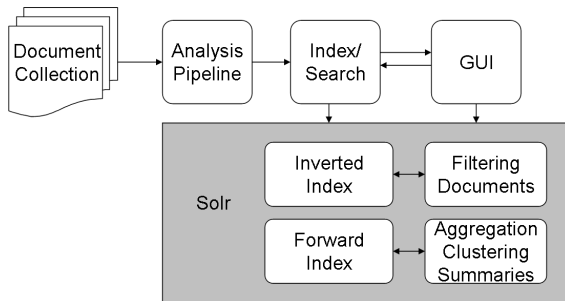 Document
Collection
Analysis
Pipeline
Index/
Search
GUI
Solr
Inverted
Index
Filtering
Documents
Forward
Index
Aggregation
Clustering
Summaries